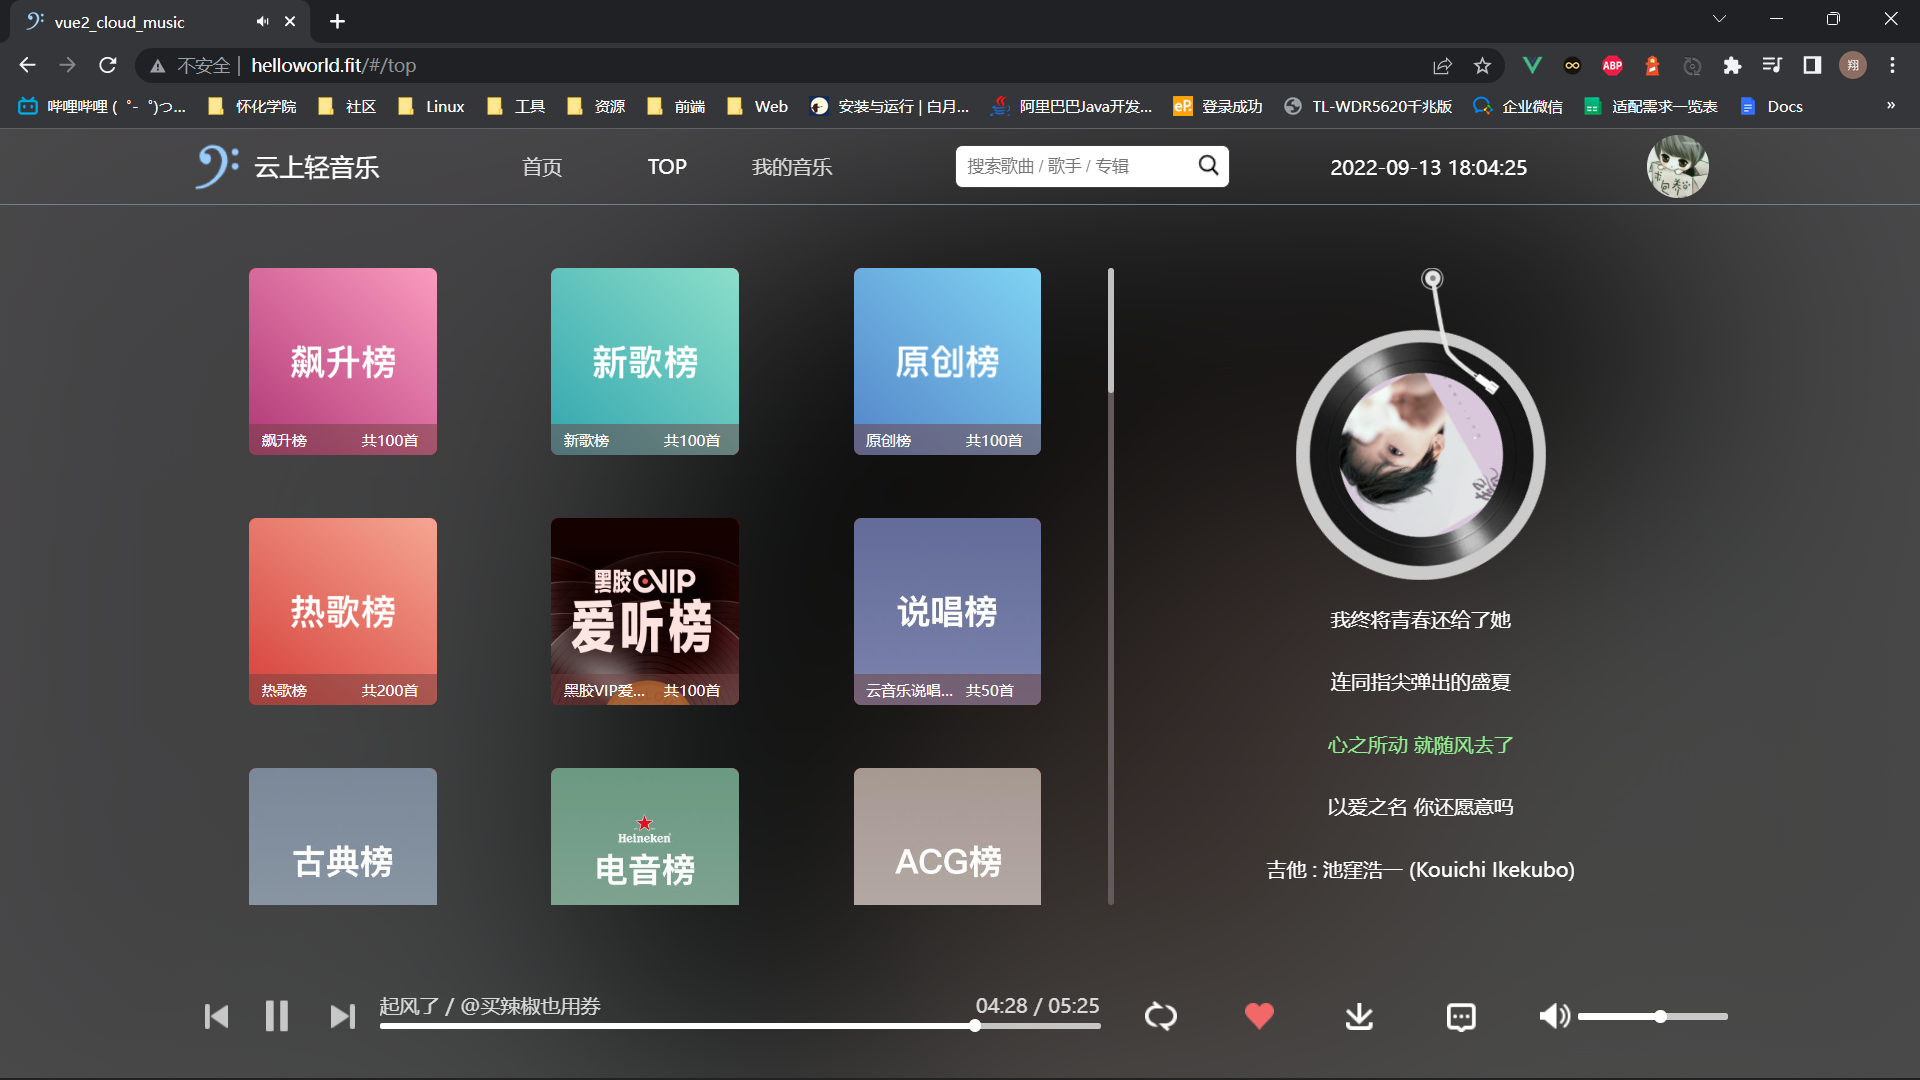 vue2_cloud_music
不安全 | helloworld.fit/#/top
ABP
翔
哔哩哔哩 (゜-゜)つ... 怀化学院 社区 Linux 工具 资源 前端 Web 安装与运行 | 白月... 阿里巴巴Java开发... eP 登录成功 TL-WDR5620千兆版 企业微信 适配需求一览表 Docs »
云上轻音乐 首页 TOP 我的音乐 搜索歌曲 / 歌手 / 专辑 2022-09-13 18:04:25
飙升榜
飙升榜 共100首
新歌榜
新歌榜 共100首
原创榜
原创榜 共100首
热歌榜
热歌榜 共200首
黑胶VIP
爱听榜
黑胶VIP爱... 共100首
说唱榜
云音乐说唱... 共50首
古典榜
Heineken
电音榜
ACG榜
我终将青春还给了她
连同指尖弹出的盛夏
心之所动 就随风去了
以爱之名 你还愿意吗
吉他 : 池窪浩一 (Kouichi Ikekubo)
起风了 / @买辣椒也用券 04:28 / 05:25